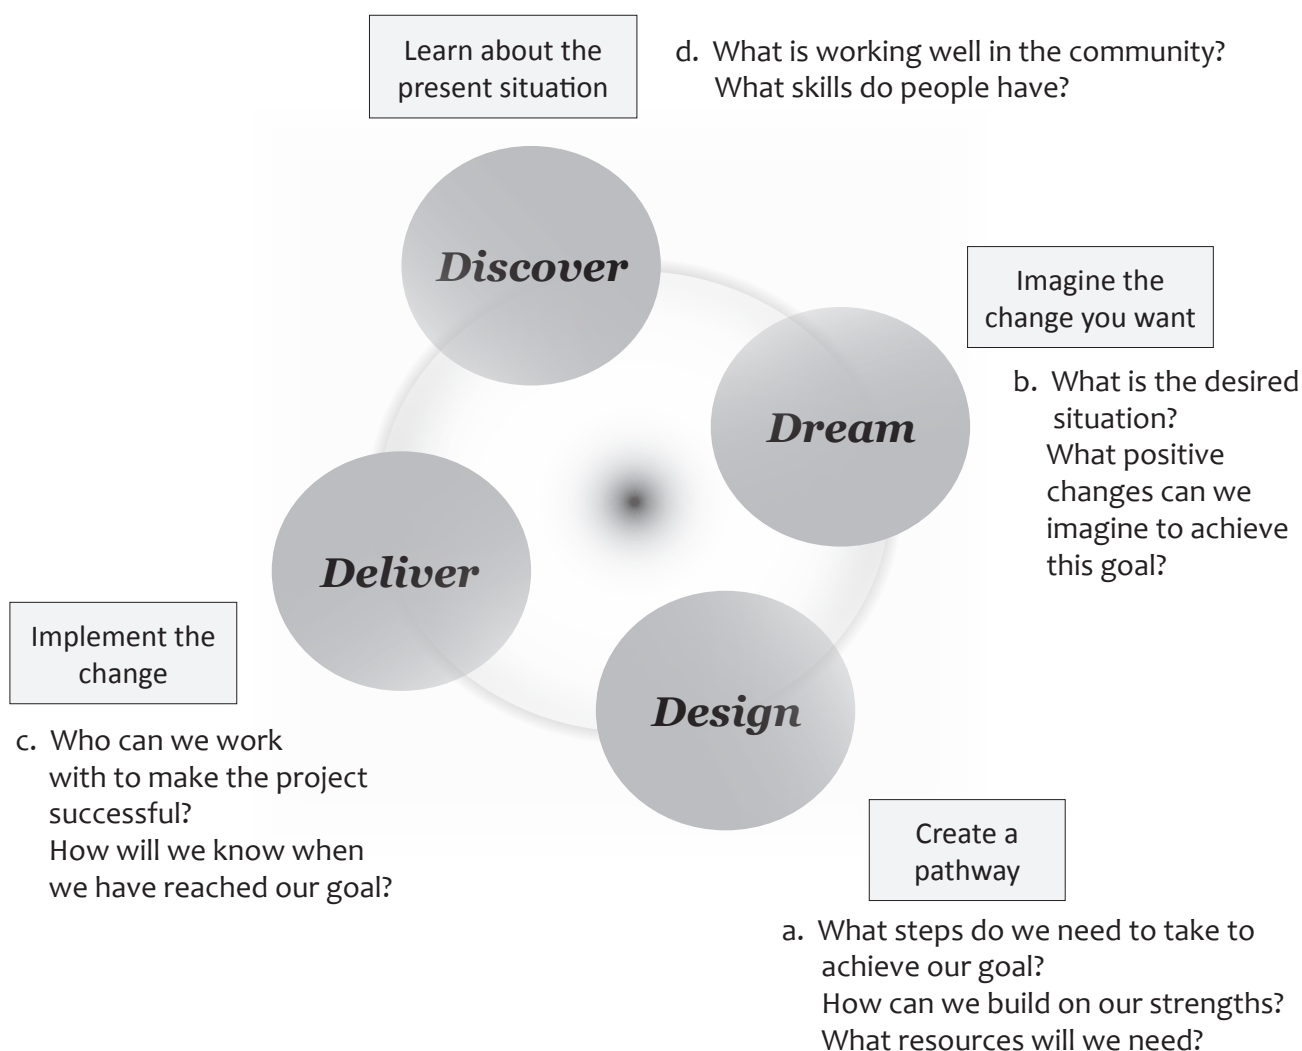 Learn about the
present situation
d. What is working well in the community?
What skills do people have?
Discover
Imagine the
change you want
b. What is the desired
situation?
What positive
changes can we
imagine to achieve
this goal?
Dream
Deliver
Implement the
change
c. Who can we work
with to make the project
successful?
How will we know when
we have reached our goal?
Design
Create a
pathway
a. What steps do we need to take to
achieve our goal?
How can we build on our strengths?
What resources will we need?